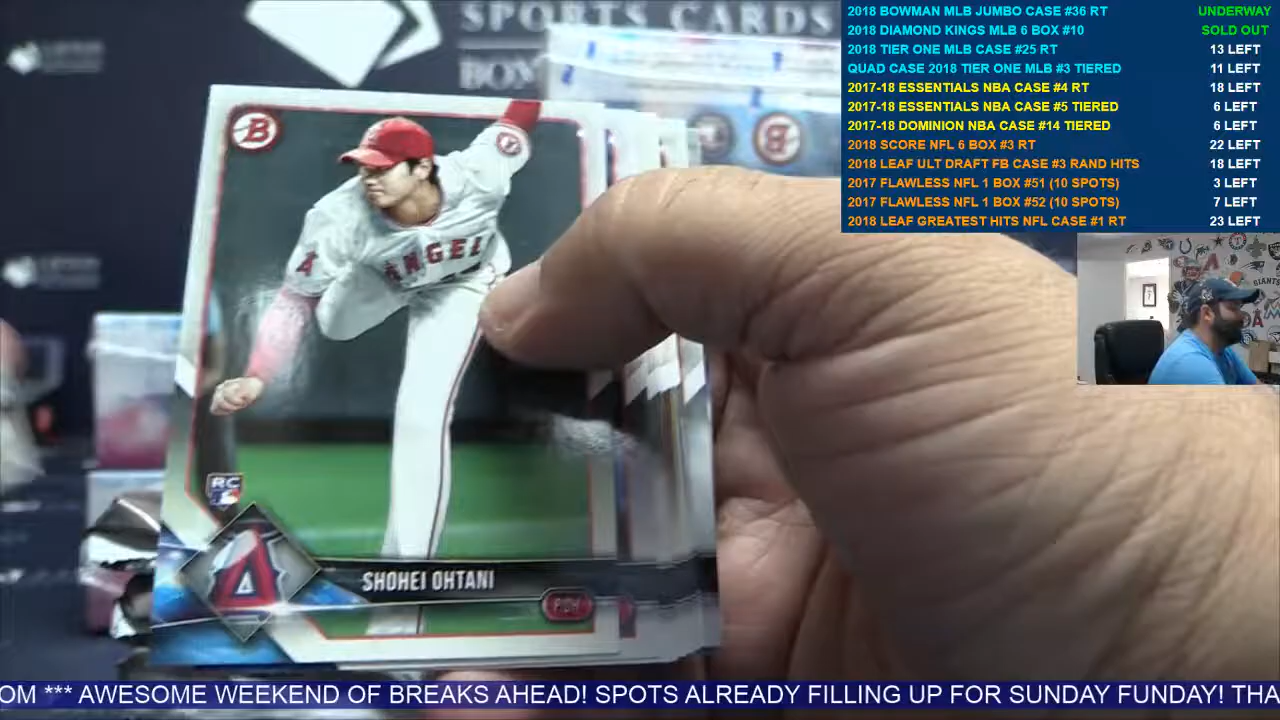 SPORTS CARDS
BOX
2018 BOWMAN MLB JUMBO CASE #36 RT UNDERWAY
2018 DIAMOND KINGS MLB 6 BOX #10 SOLD OUT
2018 TIER ONE MLB CASE #25 RT 13 LEFT
QUAD CASE 2018 TIER ONE MLB #3 TIERED 11 LEFT
2017-18 ESSENTIALS NBA CASE #4 RT 18 LEFT
2017-18 ESSENTIALS NBA CASE #5 TIERED 6 LEFT
2017-18 DOMINION NBA CASE #14 TIERED 6 LEFT
2018 SCORE NFL 6 BOX #3 RT 22 LEFT
2018 LEAF ULT DRAFT FB CASE #3 RAND HITS 18 LEFT
2017 FLAWLESS NFL 1 BOX #51 (10 SPOTS) 3 LEFT
2017 FLAWLESS NFL 1 BOX #52 (10 SPOTS) 7 LEFT
2018 LEAF GREATEST HITS NFL CASE #1 RT 23 LEFT
B
B
ANGEL
A
GIANTS
RC
A
SHOHEI OHTANI
P/DH
OM *** AWESOME WEEKEND OF BREAKS AHEAD! SPOTS ALREADY FILLING UP FOR SUNDAY FUNDAY! THA